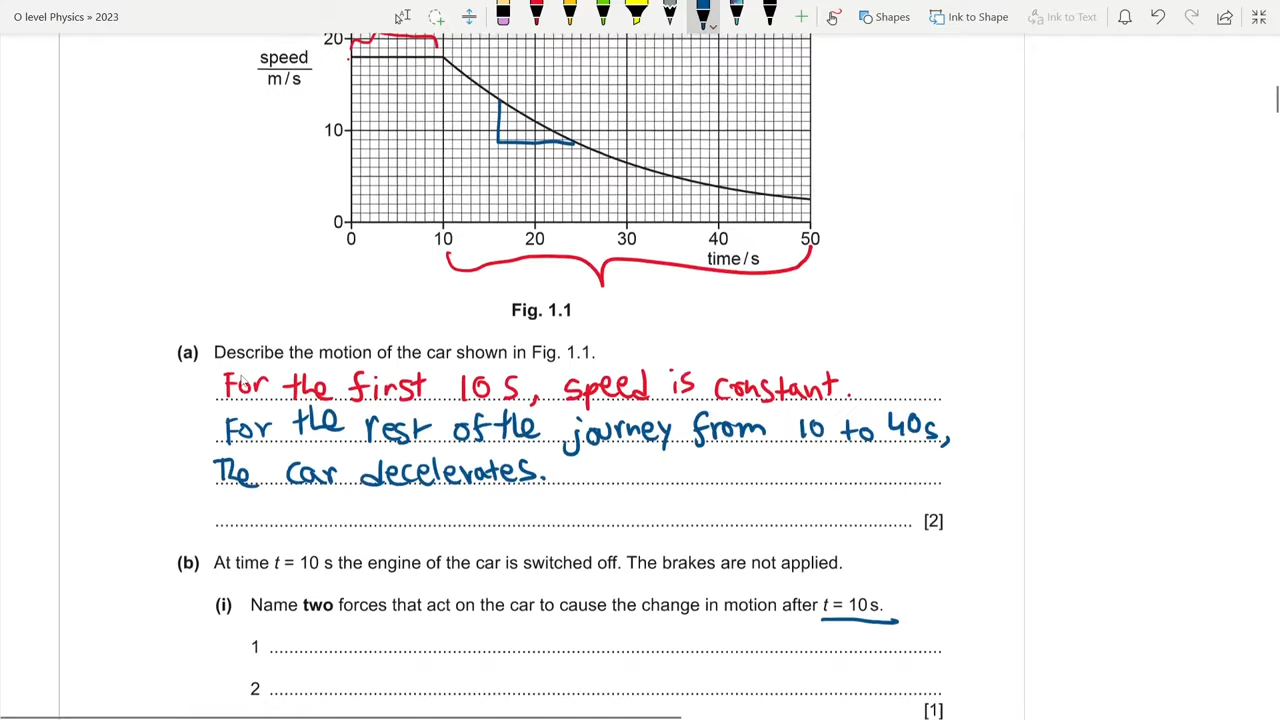 O level Physics » 2023
Shapes
Ink to Shape
Ink to Text
20
speed
m/s
10
0
0 10 20 30 40 50
time/s
Fig. 1.1
(a) Describe the motion of the car shown in Fig. 1.1.
For the first 10 s, speed is constant.
For the rest of the journey from 10 to 40s,
The car decelerates.
[2]
(b) At time t = 10 s the engine of the car is switched off. The brakes are not applied.
(i) Name two forces that act on the car to cause the change in motion after t = 10 s.
1
2
[1]